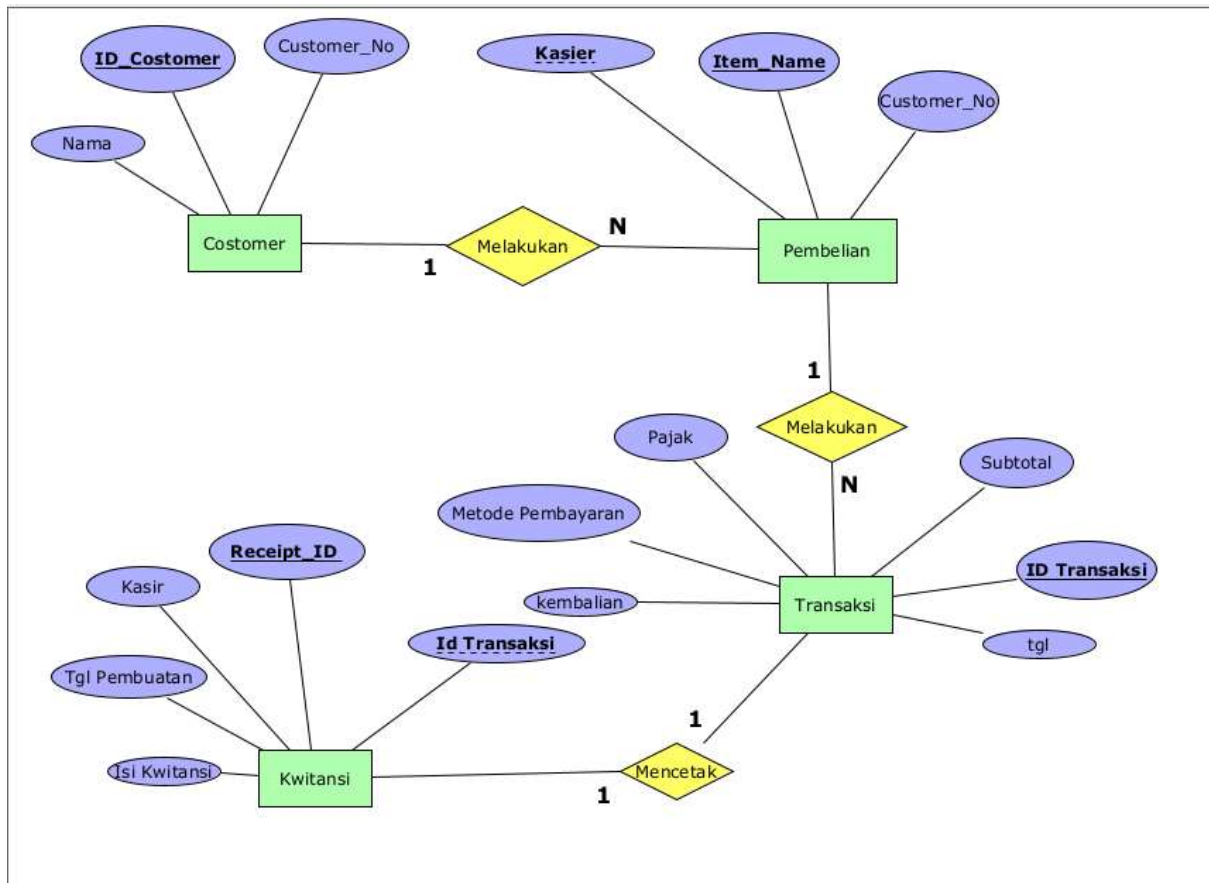 ID_Costomer
Customer_No
Nama
Kasier
Item_Name
Customer_No
Costomer
1
Melakukan
N
Pembelian
1
Melakukan
N
Pajak
Subtotal
Metode Pembayaran
ID Transaksi
kembalian
Transaksi
tgl
Receipt_ID
Kasir
Id Transaksi
Tgl Pembuatan
Isi Kwitansi
Kwitansi
1
Mencetak
1